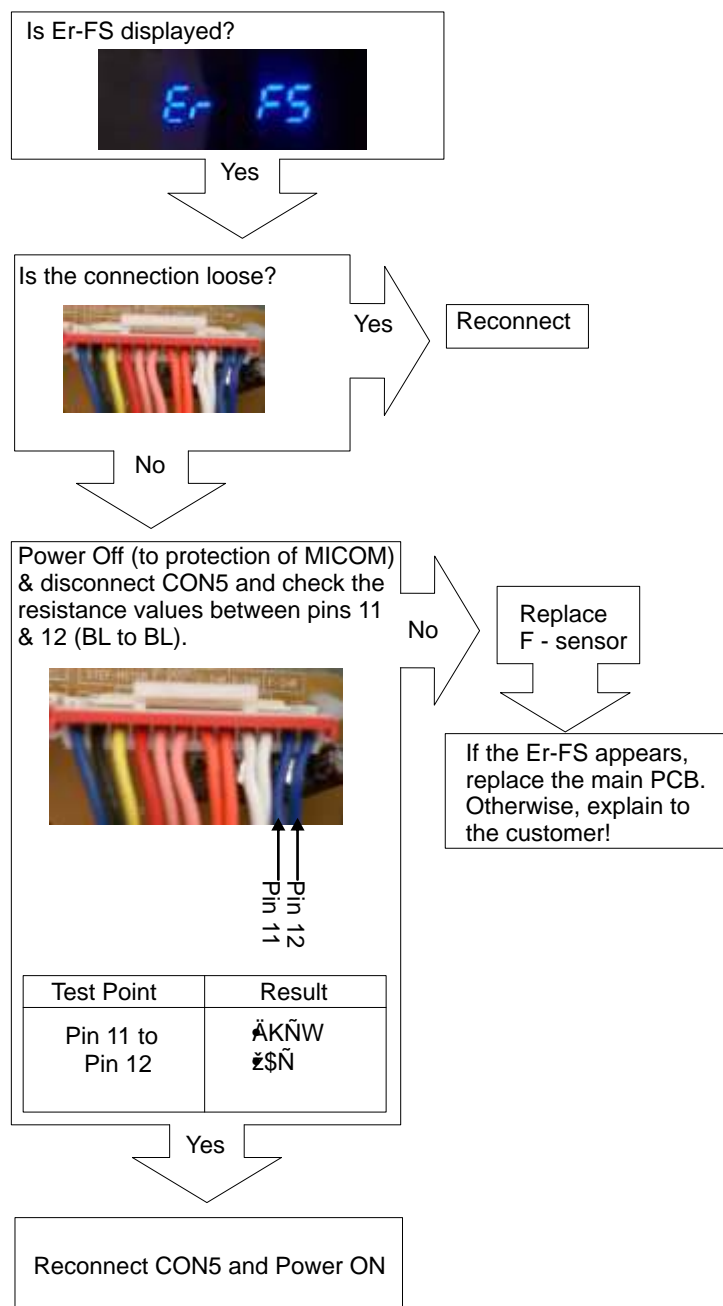 Is Er-FS displayed?
Er FS
Yes
Is the connection loose?
Yes
Reconnect
No
Power Off (to protection of MICOM)
& disconnect CON5 and check the
resistance values between pins 11
& 12 (BL to BL).
No
Replace
F - sensor
If the Er-FS appears,
replace the main PCB.
Otherwise, explain to
the customer!
Pin 11
Pin 12
Test Point
Result
Pin 11 to
Pin 12
Yes
Reconnect CON5 and Power ON